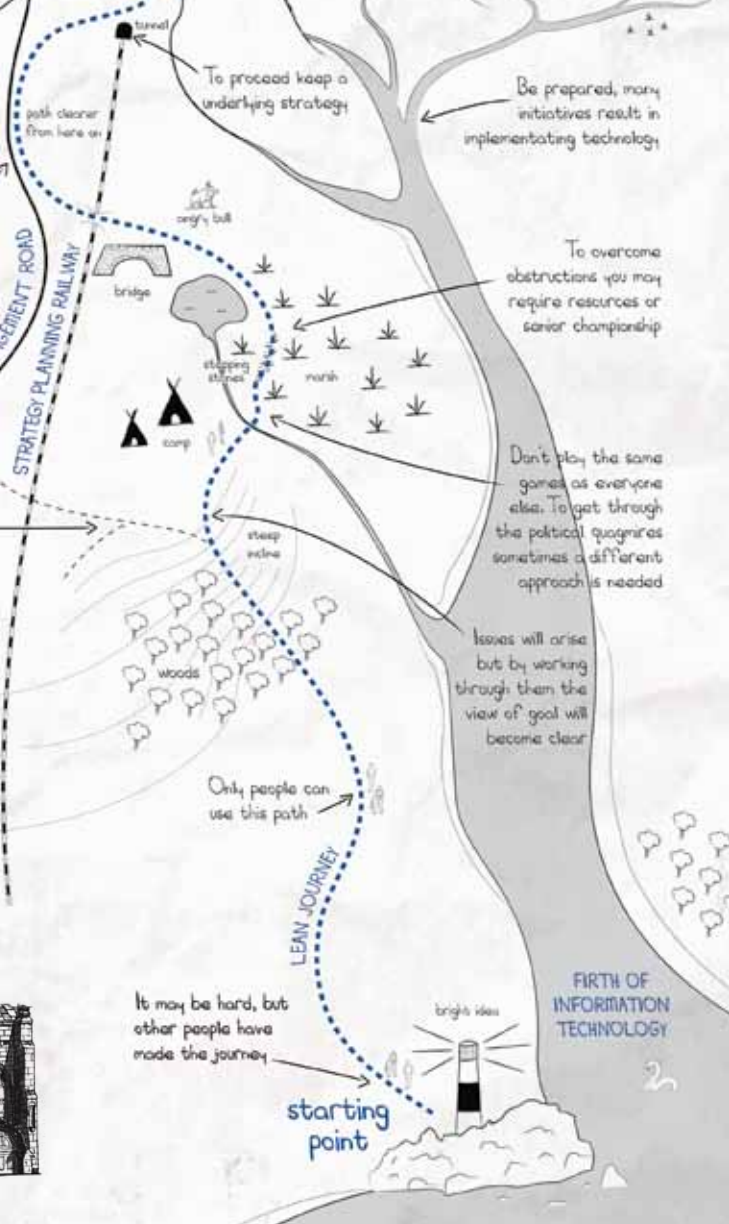 tunnel
To proceed keep a
underlying strategy
Be prepared, many
initiatives result in
implementating technology
path clearer
from here on
angry bull
bridge
To overcome
obstructions you may
require resources or
senior championship
GEMENT ROAD
STRATEGY PLANNING RAILWAY
stepping
stones
marsh
camp
Don't play the same
games as everyone
else. To get through
the political quagmires
sometimes a different
approach is needed
steep
incline
Issues will arise
but by working
through them the
view of goal will
become clear
woods
Only people can
use this path
LEAN JOURNEY
It may be hard, but
other people have
made the journey
bright idea
FIRTH OF
INFORMATION
TECHNOLOGY
starting
point